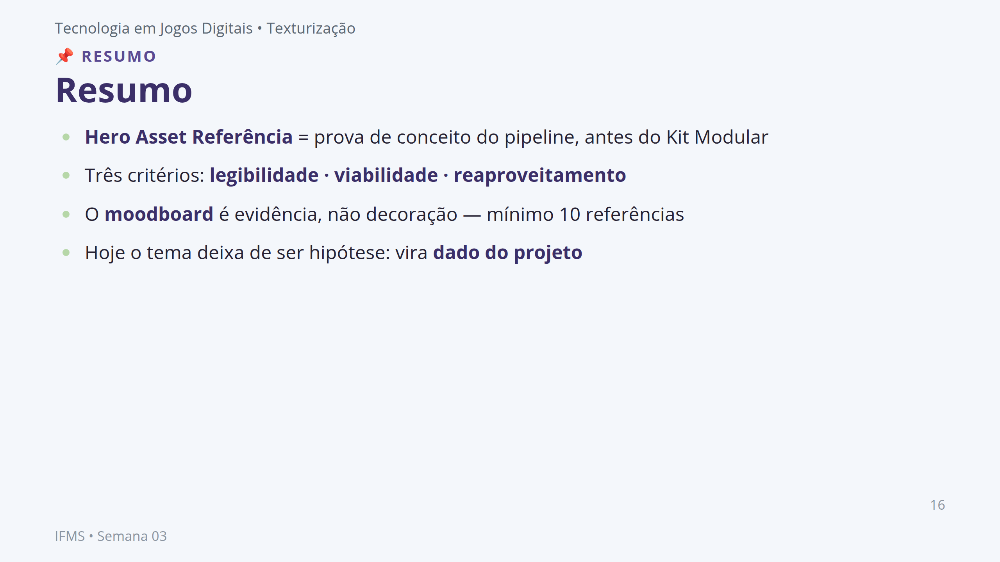 Tecnologia em Jogos Digitais • Texturização
📌 RESUMO
Resumo
• Hero Asset Referência = prova de conceito do pipeline, antes do Kit Modular
• Três critérios: legibilidade · viabilidade · reaproveitamento
• O moodboard é evidência, não decoração — mínimo 10 referências
• Hoje o tema deixa de ser hipótese: vira dado do projeto
16
IFMS • Semana 03